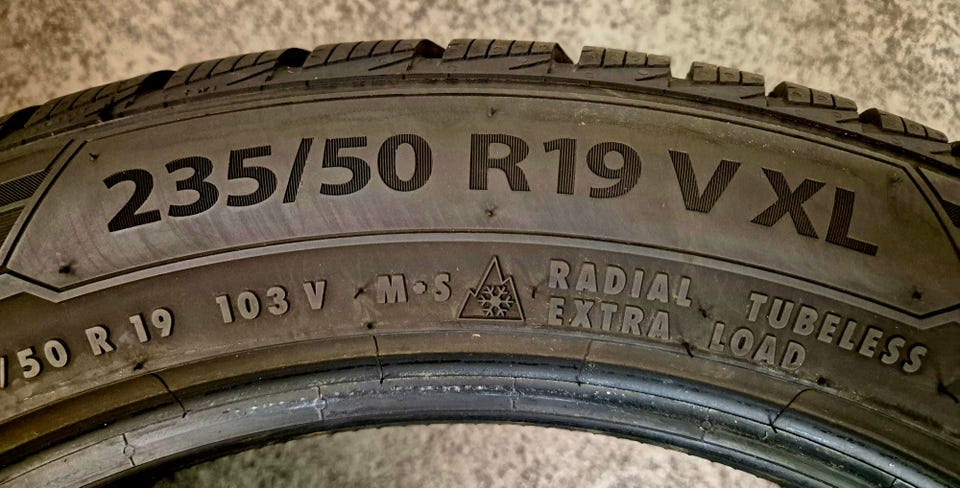 235/50 R19 V XL
/50 R 19 103 V M•S RADIAL TUBELESS
EXTRA LOAD